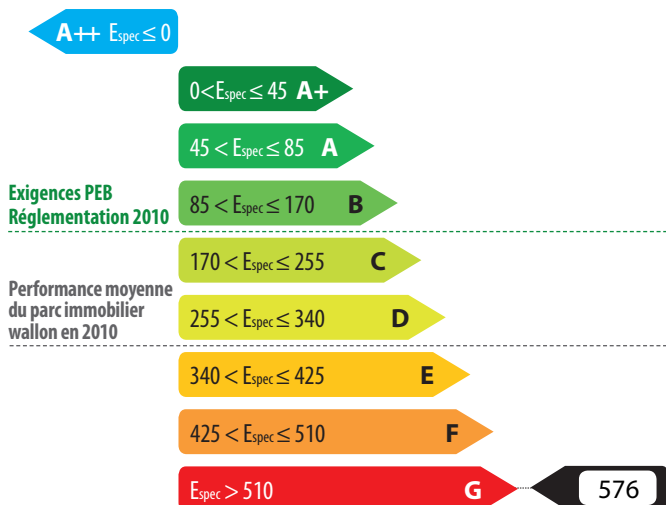 A++ Espec ≤ 0
0 < Espec ≤ 45 A+
45 < Espec ≤ 85 A
Exigences PEB
Réglementation 2010
85 < Espec ≤ 170 B
170 < Espec ≤ 255 C
Performance moyenne
du parc immobilier
wallon en 2010
255 < Espec ≤ 340 D
340 < Espec ≤ 425 E
425 < Espec ≤ 510 F
Espec > 510 G
576